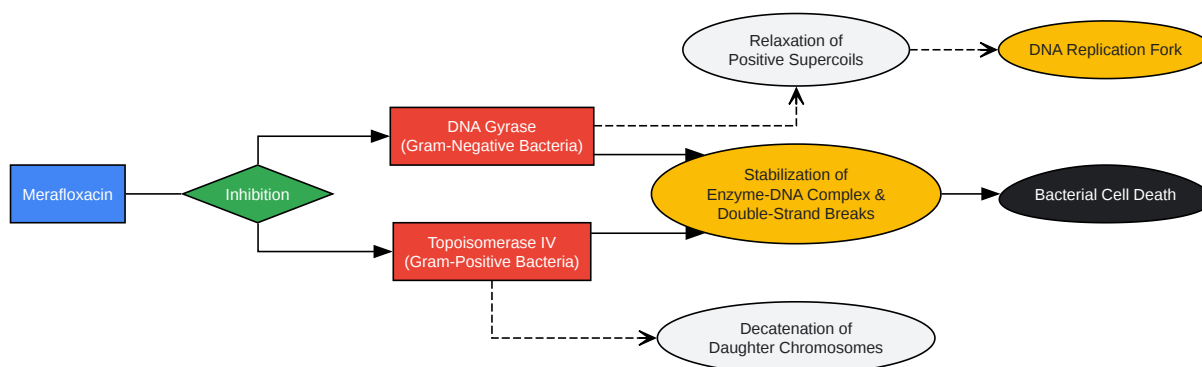 Relaxation of
Positive Supercoils
DNA Replication Fork
DNA Gyrase
(Gram-Negative Bacteria)
Merafloxacin
Inhibition
Stabilization of
Enzyme-DNA Complex &
Double-Strand Breaks
Bacterial Cell Death
Topoisomerase IV
(Gram-Positive Bacteria)
Decatenation of
Daughter Chromosomes